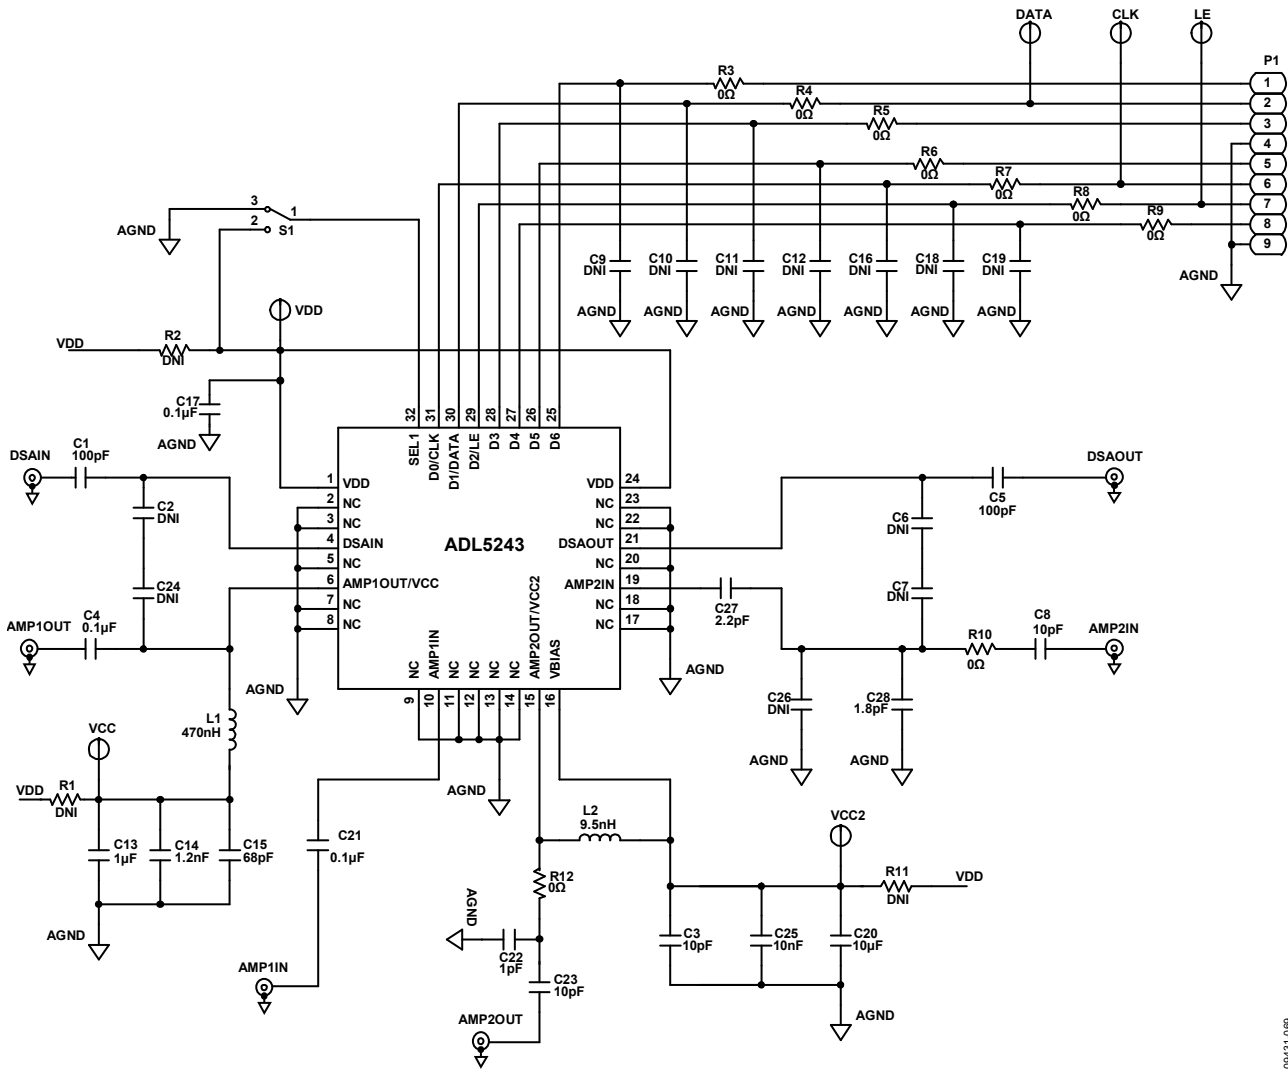 DATA
CLK
LE
P1
R3
0Ω
1
R4
0Ω
2
R5
0Ω
3
4
R6
0Ω
5
R7
0Ω
6
R8
0Ω
7
R9
0Ω
8
9
AGND
3
2
1
S1
AGND
C9
DNI
C10
DNI
C11
DNI
C12
DNI
C16
DNI
C18
DNI
C19
DNI
AGND
AGND
AGND
AGND
AGND
AGND
AGND
VDD
VDD
R2
DNI
C17
0.1µF
AGND
32
31
30
29
28
27
26
25
SEL1
D0/CLK
D1/DATA
D2/LE
D3
D4
D5
D6
DSAIN
C1
100pF
C2
DNI
C24
DNI
AMP1OUT
C4
0.1µF
1
VDD
2
NC
3
NC
4
DSAIN
5
NC
6
AMP1OUT/VCC
7
NC
8
NC
ADL5243
24
VDD
23
NC
22
NC
21
DSAOUT
20
NC
19
AMP2IN
18
NC
17
NC
NC
AMP1IN
NC
NC
NC
NC
AMP2OUT/VCC2
VBIAS
9
10
11
12
13
14
15
16
AGND
AGND
AGND
C5
100pF
DSAOUT
C6
DNI
C7
DNI
C27
2.2pF
R10
0Ω
C8
10pF
AMP2IN
C26
DNI
C28
1.8pF
AGND
AGND
L1
470nH
VCC
VDD
R1
DNI
C13
1µF
C14
1.2nF
C15
68pF
AGND
C21
0.1µF
AMP1IN
L2
9.5nH
R12
0Ω
AGND
C22
1pF
C23
10pF
AMP2OUT
VCC2
R11
DNI
VDD
C3
10pF
C25
10nF
C20
10µF
AGND
09431-069